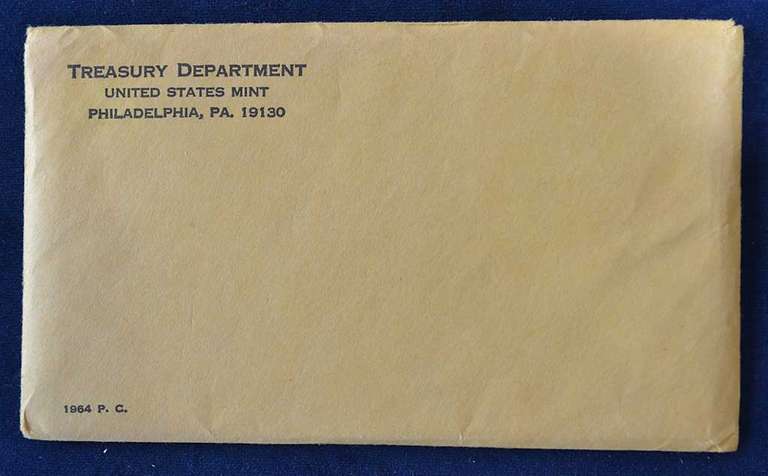 TREASURY DEPARTMENT
UNITED STATES MINT
PHILADELPHIA, PA. 19130
1964 P. C.